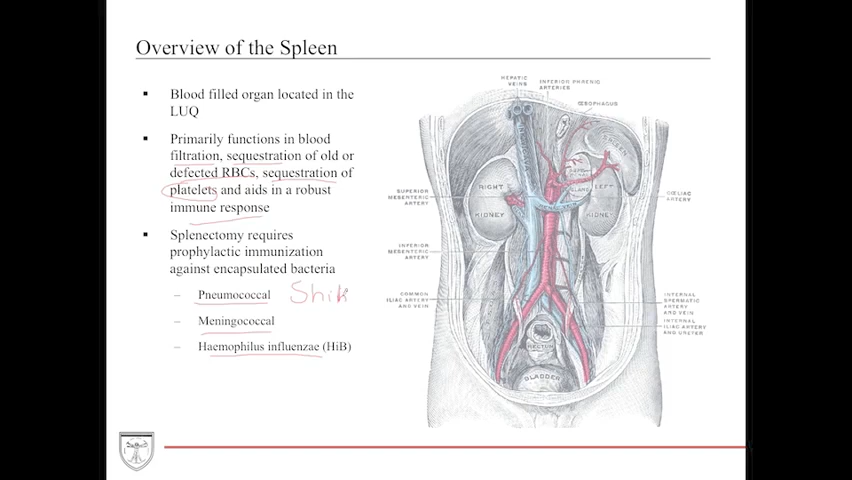 Overview of the Spleen
▪ Blood filled organ located in the
LUQ
▪ Primarily functions in blood
filtration, sequestration of old or
defected RBCs, sequestration of
platelets and aids in a robust
immune response
▪ Splenectomy requires
prophylactic immunization
against encapsulated bacteria
– Pneumococcal
Shin
– Meningococcal
– Haemophilus influenzae (HiB)
HEPATIC
VEINS
INFERIOR PHRENIC
ARTERIES
ŒSOPHAGUS
SPLEEN
RIGHT
KIDNEY
LEFT
KIDNEY
SUPERIOR
MESENTERIC
ARTERY
CŒLIAC
ARTERY
INFERIOR
MESENTERIC
ARTERY
COMMON
ILIAC ARTERY
AND VEIN
INTERNAL
SPERMATIC
ARTERY
AND VEIN
INTERNAL
ILIAC ARTERY
AND URETER
RECTUM
BLADDER